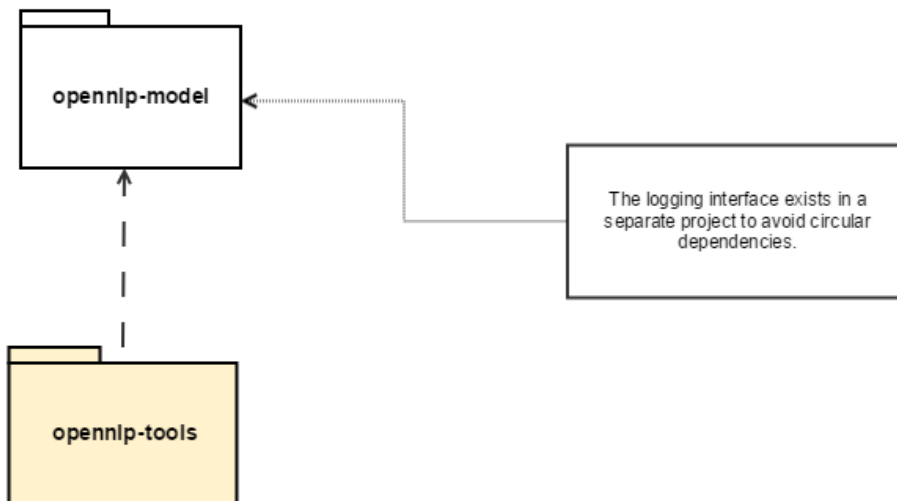 opennlp-model
The logging interface exists in a
separate project to avoid circular
dependencies.
opennlp-tools